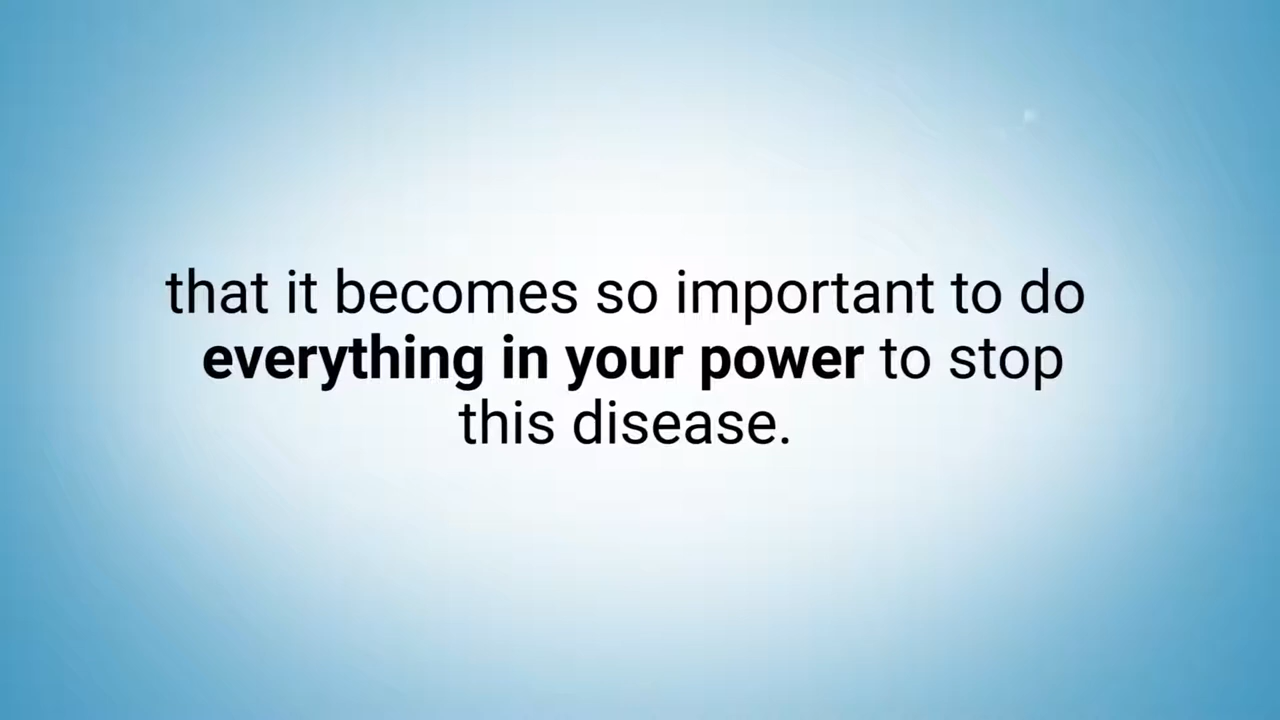 that it becomes so important to do
everything in your power to stop
this disease.